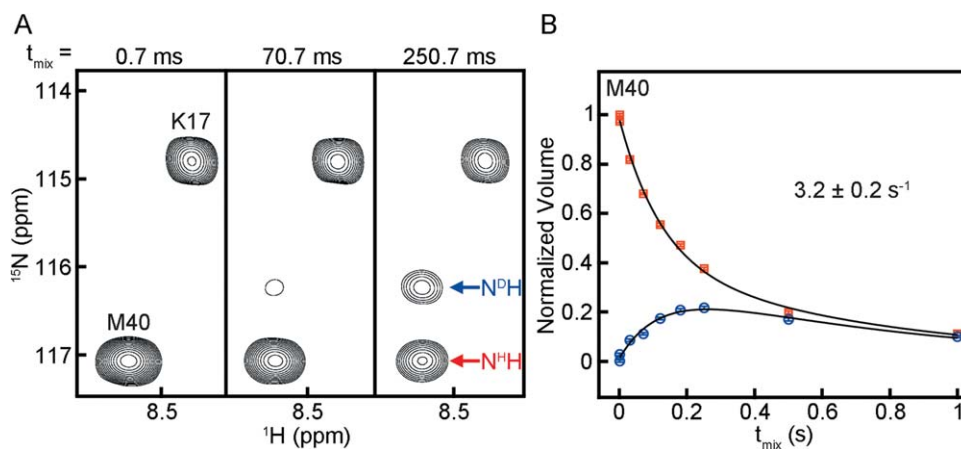 A
B
t_mix = 0.7 ms 70.7 ms 250.7 ms
114
115
116
117
¹⁵N (ppm)
K17
M40
NᴰH
NᴴH
8.5 8.5 8.5
¹H (ppm)
M40
3.2 ± 0.2 s⁻¹
1
0.8
0.6
0.4
0.2
0
Normalized Volume
0 0.2 0.4 0.6 0.8 1
t_mix (s)